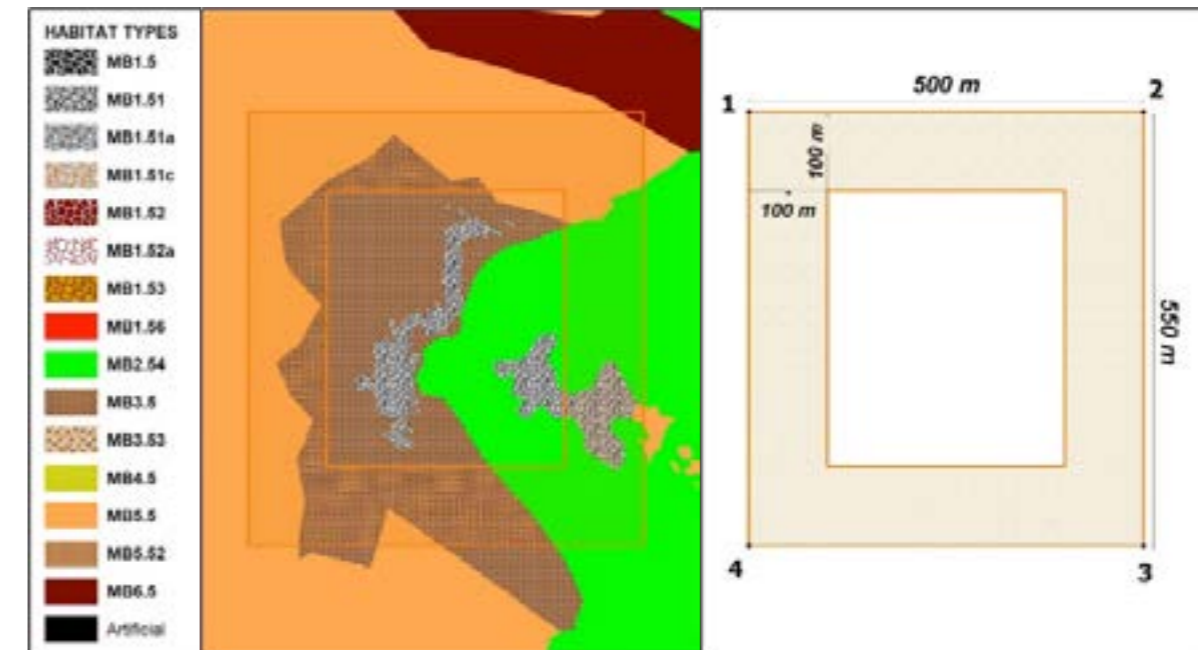 HABITAT TYPES
MB1.5
MB1.51
MB1.51a
MB1.51c
MB1.52
MB1.52a
MB1.53
MB1.56
MB2.54
MB3.5
MB3.53
MB4.5
MB5.5
MB5.52
MB6.5
Artificial
500 m
1
2
100 m
100 m
550 m
4
3